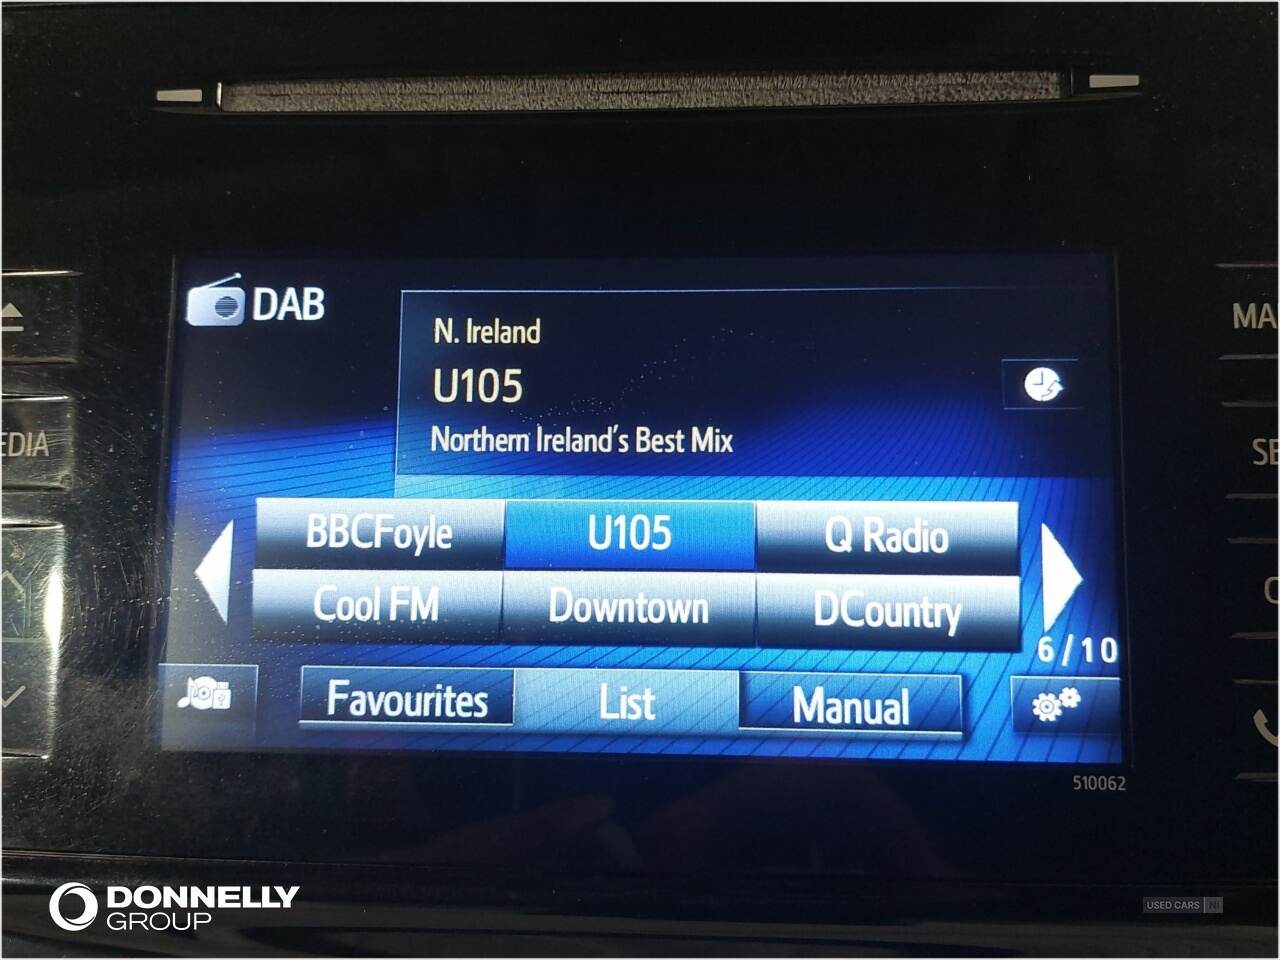 DAB
N. Ireland
U105
Northern Ireland's Best Mix
EDIA
MA
SE
BBCFoyle U105 Q Radio
Cool FM Downtown DCountry
6/10
Favourites List Manual
510062
DONNELLY
GROUP
USED CARS NI